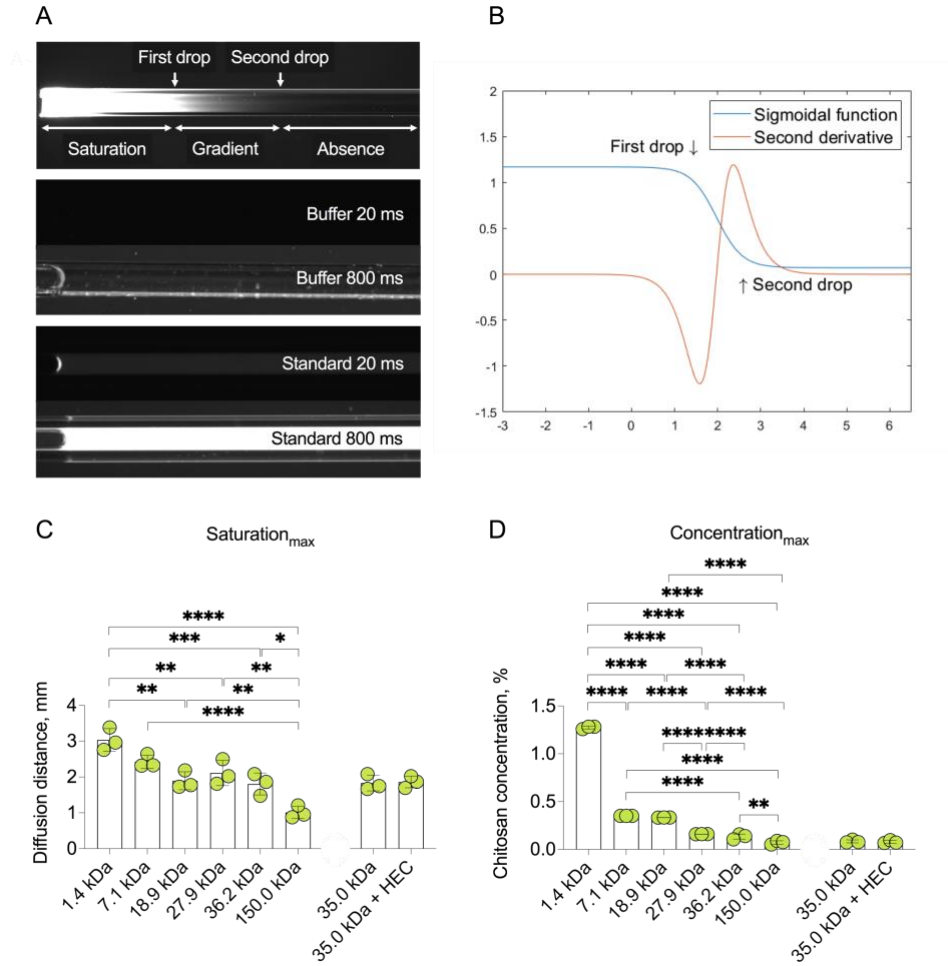 A
First drop
Second drop
Saturation
Gradient
Absence
Buffer 20 ms
Buffer 800 ms
Standard 20 ms
Standard 800 ms
B
2
1.5
1
0.5
0
-0.5
-1
-1.5
-3 -2 -1 0 1 2 3 4 5 6
Sigmoidal function
Second derivative
First drop ↓
↑ Second drop
C
Saturation max
****
*** *
** **
** **
****
Diffusion distance, mm
4
3
2
1
0
1.4 kDa
7.1 kDa
18.9 kDa
27.9 kDa
36.2 kDa
150.0 kDa
35.0 kDa
35.0 kDa + HEC
D
Concentration max
****
****
****
****
**** ****
**** **** ****
**** ****
****
****
**
Chitosan concentration, %
1.5
1.0
0.5
0.0
1.4 kDa
7.1 kDa
18.9 kDa
27.9 kDa
36.2 kDa
150.0 kDa
35.0 kDa
35.0 kDa + HEC